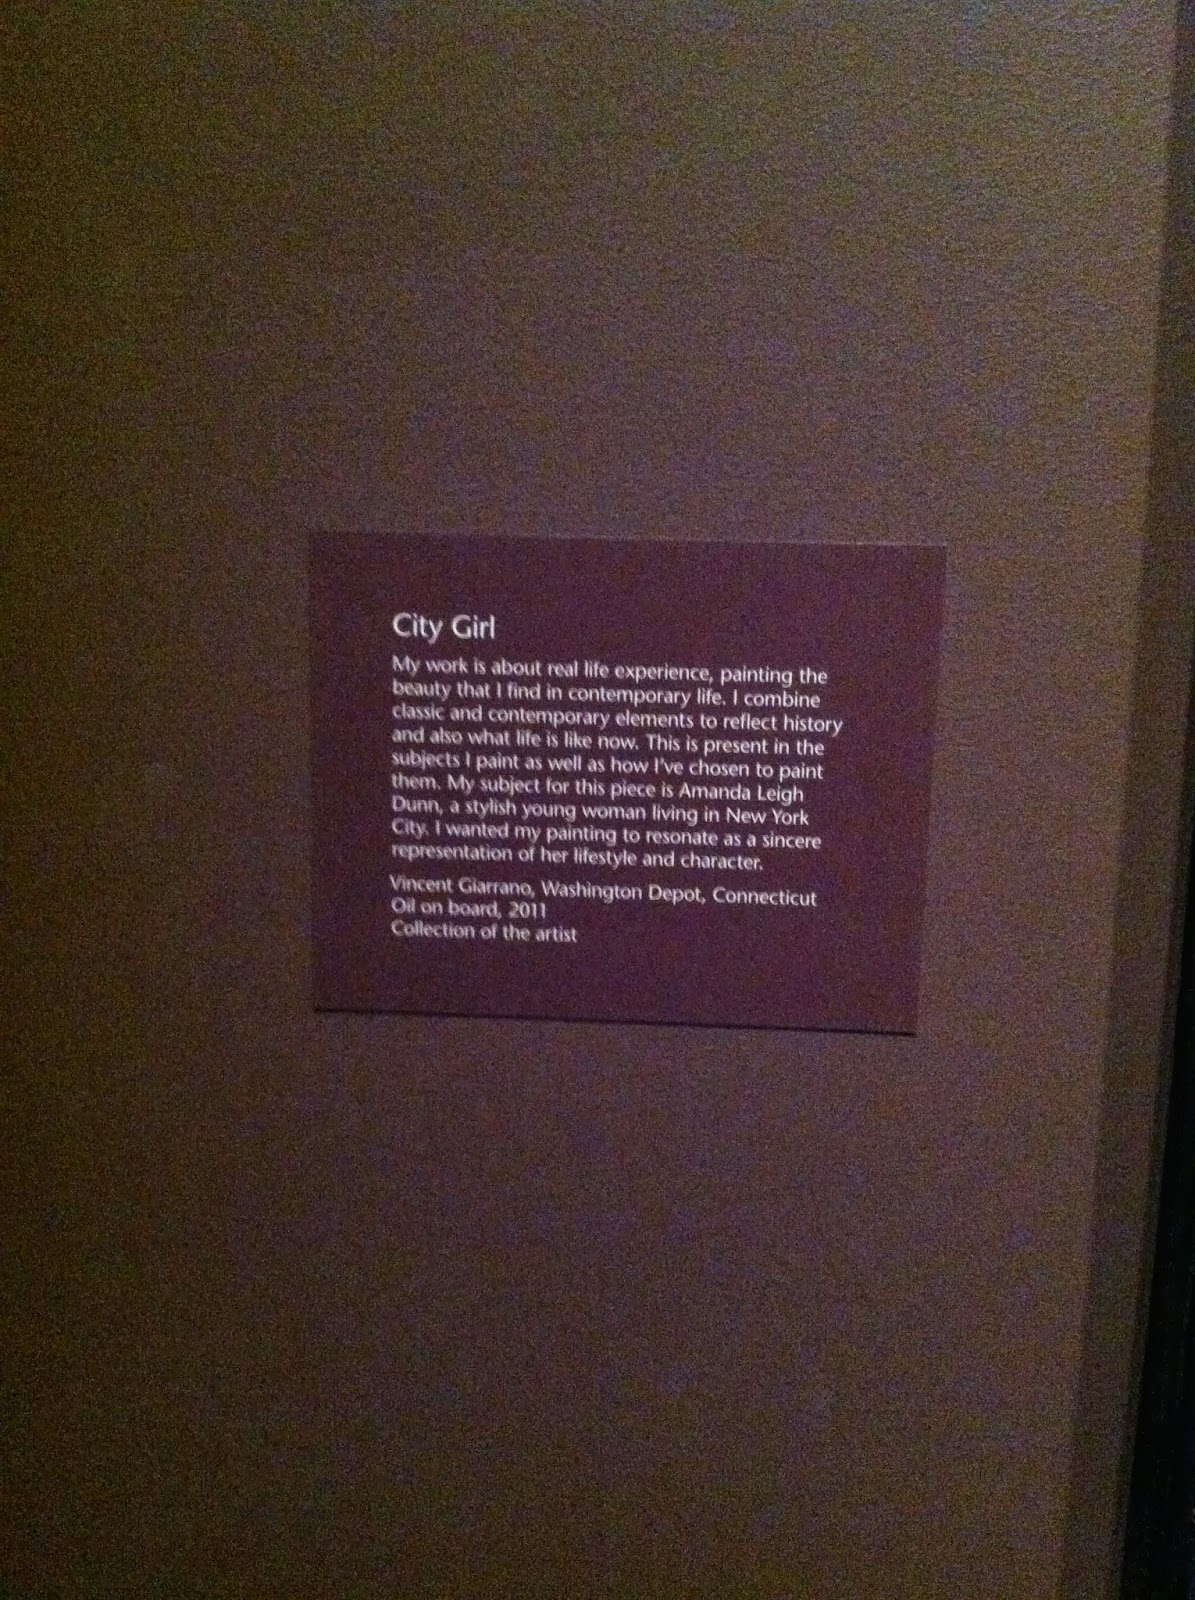 City Girl
My work is about real life experience, painting the
beauty that I find in contemporary life. I combine
classic and contemporary elements to reflect history
and also what life is like now. This is present in the
subjects I paint as well as how I've chosen to paint
them. My subject for this piece is Amanda Leigh
Dunn, a stylish young woman living in New York
City. I wanted my painting to resonate as a sincere
representation of her lifestyle and character.
Vincent Giarrano, Washington Depot, Connecticut
Oil on board, 2011
Collection of the artist